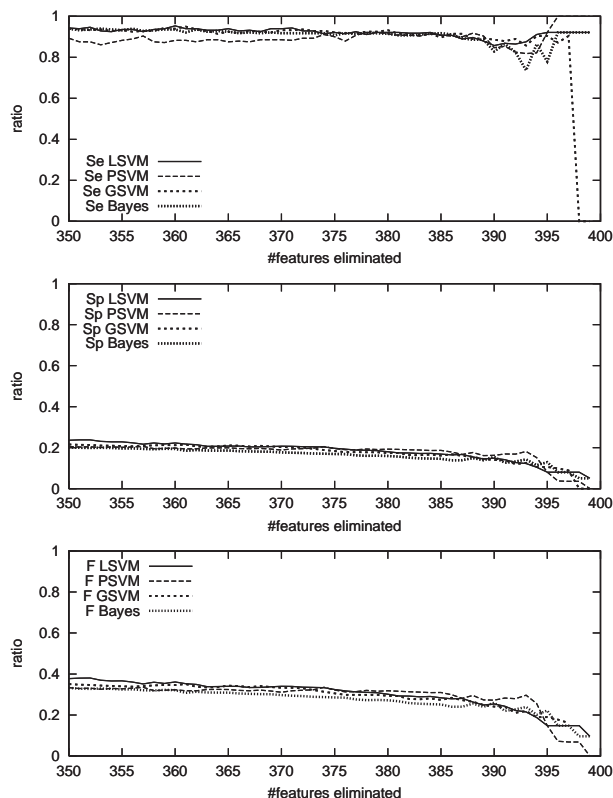 1
0.8
0.6
0.4
0.2
0
ratio
Se LSVM
Se PSVM
Se GSVM
Se Bayes
350 355 360 365 370 375 380 385 390 395 400
#features eliminated
1
0.8
0.6
0.4
0.2
0
ratio
Sp LSVM
Sp PSVM
Sp GSVM
Sp Bayes
350 355 360 365 370 375 380 385 390 395 400
#features eliminated
1
0.8
0.6
0.4
0.2
0
ratio
F LSVM
F PSVM
F GSVM
F Bayes
350 355 360 365 370 375 380 385 390 395 400
#features eliminated